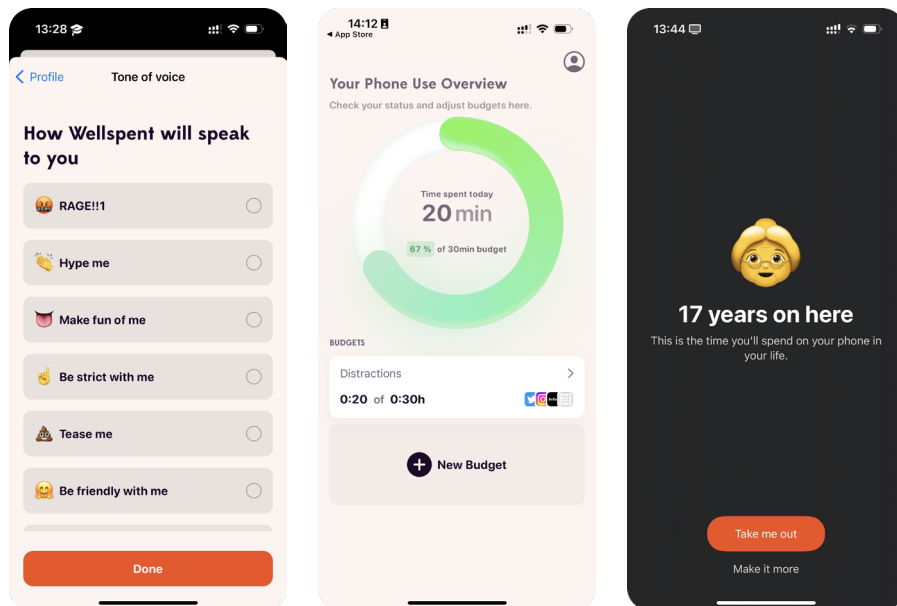 13:28
Profile
Tone of voice
How Wellspent will speak
to you
RAGE!!1
Hype me
Make fun of me
Be strict with me
Tease me
Be friendly with me
Done
14:12
App Store
Your Phone Use Overview
Check your status and adjust budgets here.
Time spent today
20 min
67 % of 30min budget
BUDGETS
Distractions
0:20 of 0:30h
New Budget
13:44
17 years on here
This is the time you'll spend on your phone in
your life.
Take me out
Make it more